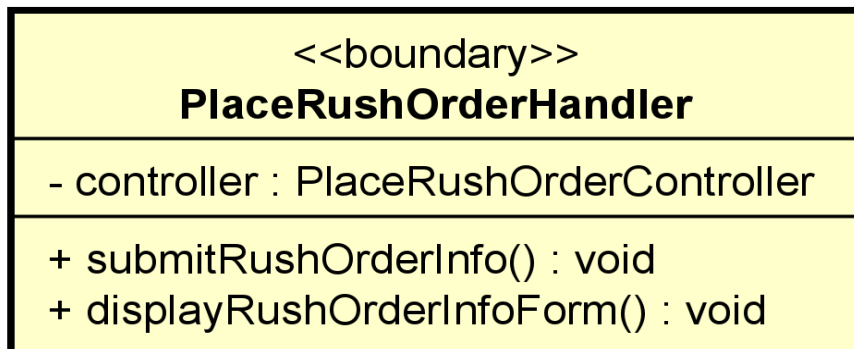 <<boundary>>
PlaceRushOrderHandler
- controller : PlaceRushOrderController
+ submitRushOrderInfo() : void
+ displayRushOrderInfoForm() : void